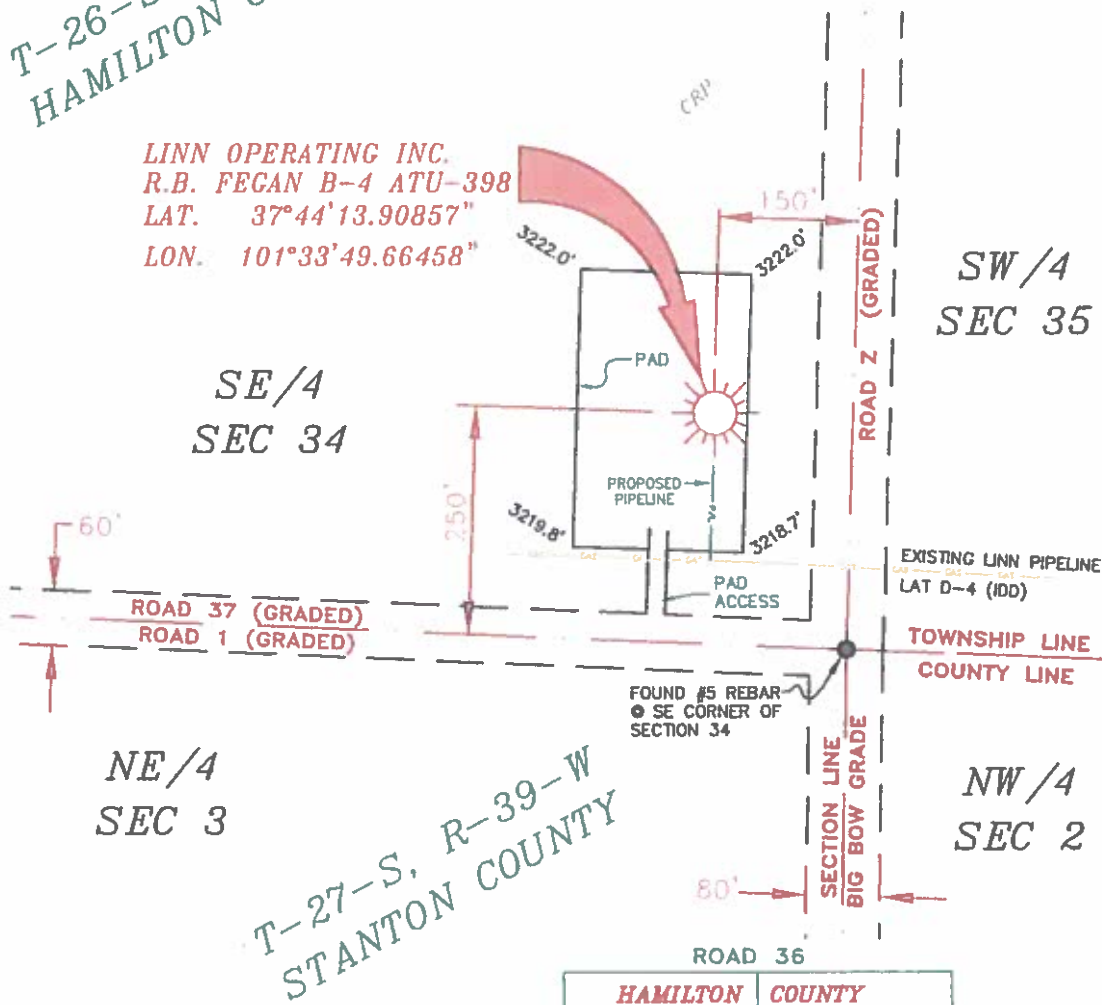 T-26-S
HAMILTON
CRP
LINN OPERATING INC.
R.B. FEGAN B-4 ATU-398
LAT. 37°44'13.90857"
LON. 101°33'49.66458"
150'
3222.0'
3222.0'
ROAD Z (GRADED)
SW/4
SEC 35
PAD
SE/4
SEC 34
250'
PROPOSED
PIPELINE
3219.8'
3218.7'
60'
EXISTING LINN PIPELINE
LAT D-4 (IDD)
PAD
ACCESS
ROAD 37 (GRADED)
ROAD 1 (GRADED)
TOWNSHIP LINE
COUNTY LINE
FOUND #5 REBAR
@ SE CORNER OF
SECTION 34
SECTION LINE
BIG BOW GRADE
NE/4
SEC 3
NW/4
SEC 2
T-27-S, R-39-W
STANTON COUNTY
80'
ROAD 36
HAMILTON COUNTY